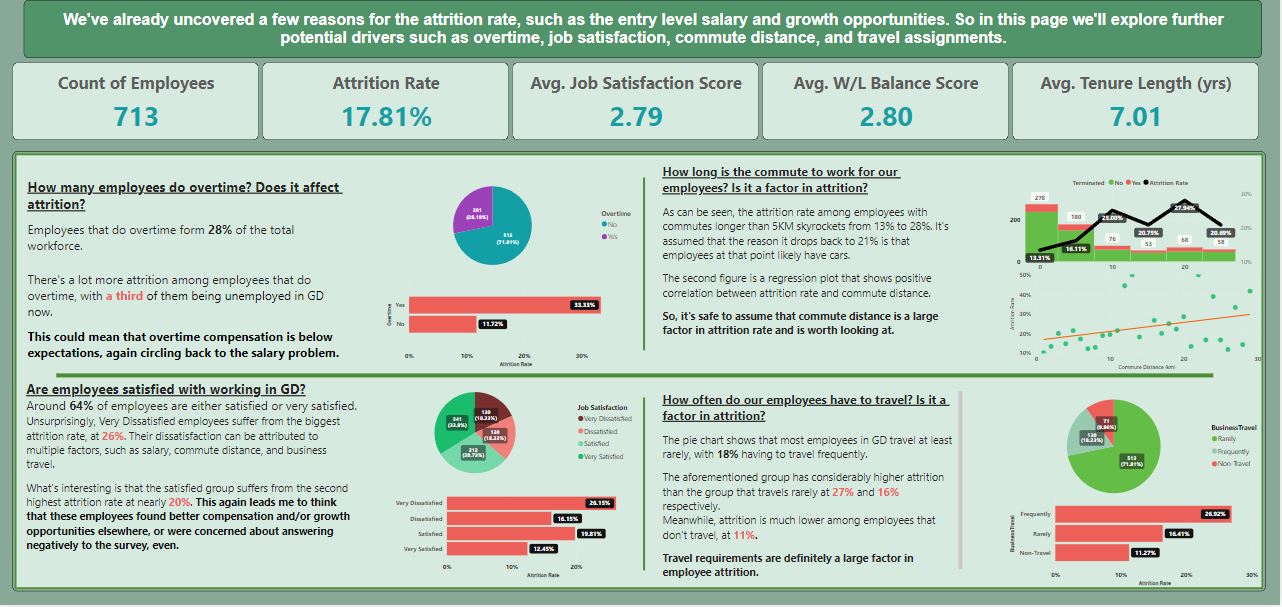 We've already uncovered a few reasons for the attrition rate, such as the entry level salary and growth opportunities. So in this page we'll explore further
potential drivers such as overtime, job satisfaction, commute distance, and travel assignments.
Count of Employees
713
Attrition Rate
17.81%
Avg. Job Satisfaction Score
2.79
Avg. W/L Balance Score
2.80
Avg. Tenure Length (yrs)
7.01
How many employees do overtime? Does it affect
attrition?
Employees that do overtime form 28% of the total
workforce.
There's a lot more attrition among employees that do
overtime, with a third of them being unemployed in GD
now.
This could mean that overtime compensation is below
expectations, again circling back to the salary problem.
201
(28.19%)
512
(71.81%)
Overtime
No
Yes
Overtime
Yes
33.33%
No
11.72%
0%
10%
20%
30%
Attrition Rate
How long is the commute to work for our
employees? Is it a factor in attrition?
As can be seen, the attrition rate among employees with
commutes longer than 5KM skyrockets from 13% to 28%. It's
assumed that the reason it drops back to 21% is that
employees at that point likely have cars.
The second figure is a regression plot that shows positive
correlation between attrition rate and commute distance.
So, it's safe to assume that commute distance is a large
factor in attrition rate and is worth looking at.
Terminated No Yes Attrition Rate
278
180
76
53
68
58
200
0
13.31%
16.11%
25.00%
20.75%
27.94%
20.69%
30%
20%
10%
0
10
20
50%
40%
30%
20%
10%
Attrition Rate
0
10
20
30
Commute Distance (km)
Are employees satisfied with working in GD?
Around 64% of employees are either satisfied or very satisfied.
Unsurprisingly, Very Dissatisfied employees suffer from the biggest
attrition rate, at 26%. Their dissatisfaction can be attributed to
multiple factors, such as salary, commute distance, and business
travel.
What's interesting is that the satisfied group suffers from the second
highest attrition rate at nearly 20%. This again leads me to think
that these employees found better compensation and/or growth
opportunities elsewhere, or were concerned about answering
negatively to the survey, even.
130
(18.23%)
130
(18.23%)
212
(29.73%)
241
(33.8%)
Job Satisfaction
Very Dissatisfied
Dissatisfied
Satisfied
Very Satisfied
Very Dissatisfied
26.15%
Dissatisfied
16.15%
Satisfied
19.81%
Very Satisfied
12.45%
0%
10%
20%
Attrition Rate
How often do our employees have to travel? Is it a
factor in attrition?
The pie chart shows that most employees in GD travel at least
rarely, with 18% having to travel frequently.
The aforementioned group has considerably higher attrition
than the group that travels rarely at 27% and 16%
respectively.
Meanwhile, attrition is much lower among employees that
don't travel, at 11%.
Travel requirements are definitely a large factor in
employee attrition.
71
(9.96%)
130
(18.23%)
512
(71.81%)
BusinessTravel
Rarely
Frequently
Non-Travel
BusinessTravel
Frequently
26.92%
Rarely
16.41%
Non-Travel
11.27%
0%
10%
20%
30%
Attrition Rate